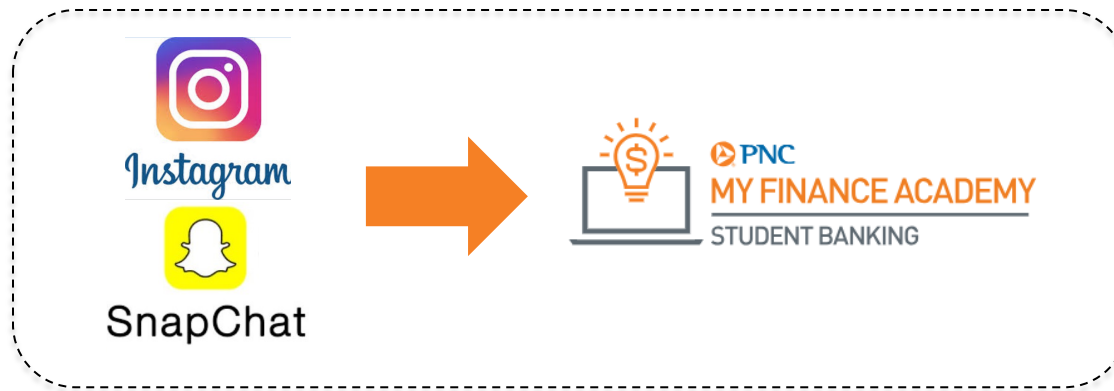 Instagram
SnapChat
$
PNC
MY FINANCE ACADEMY
STUDENT BANKING